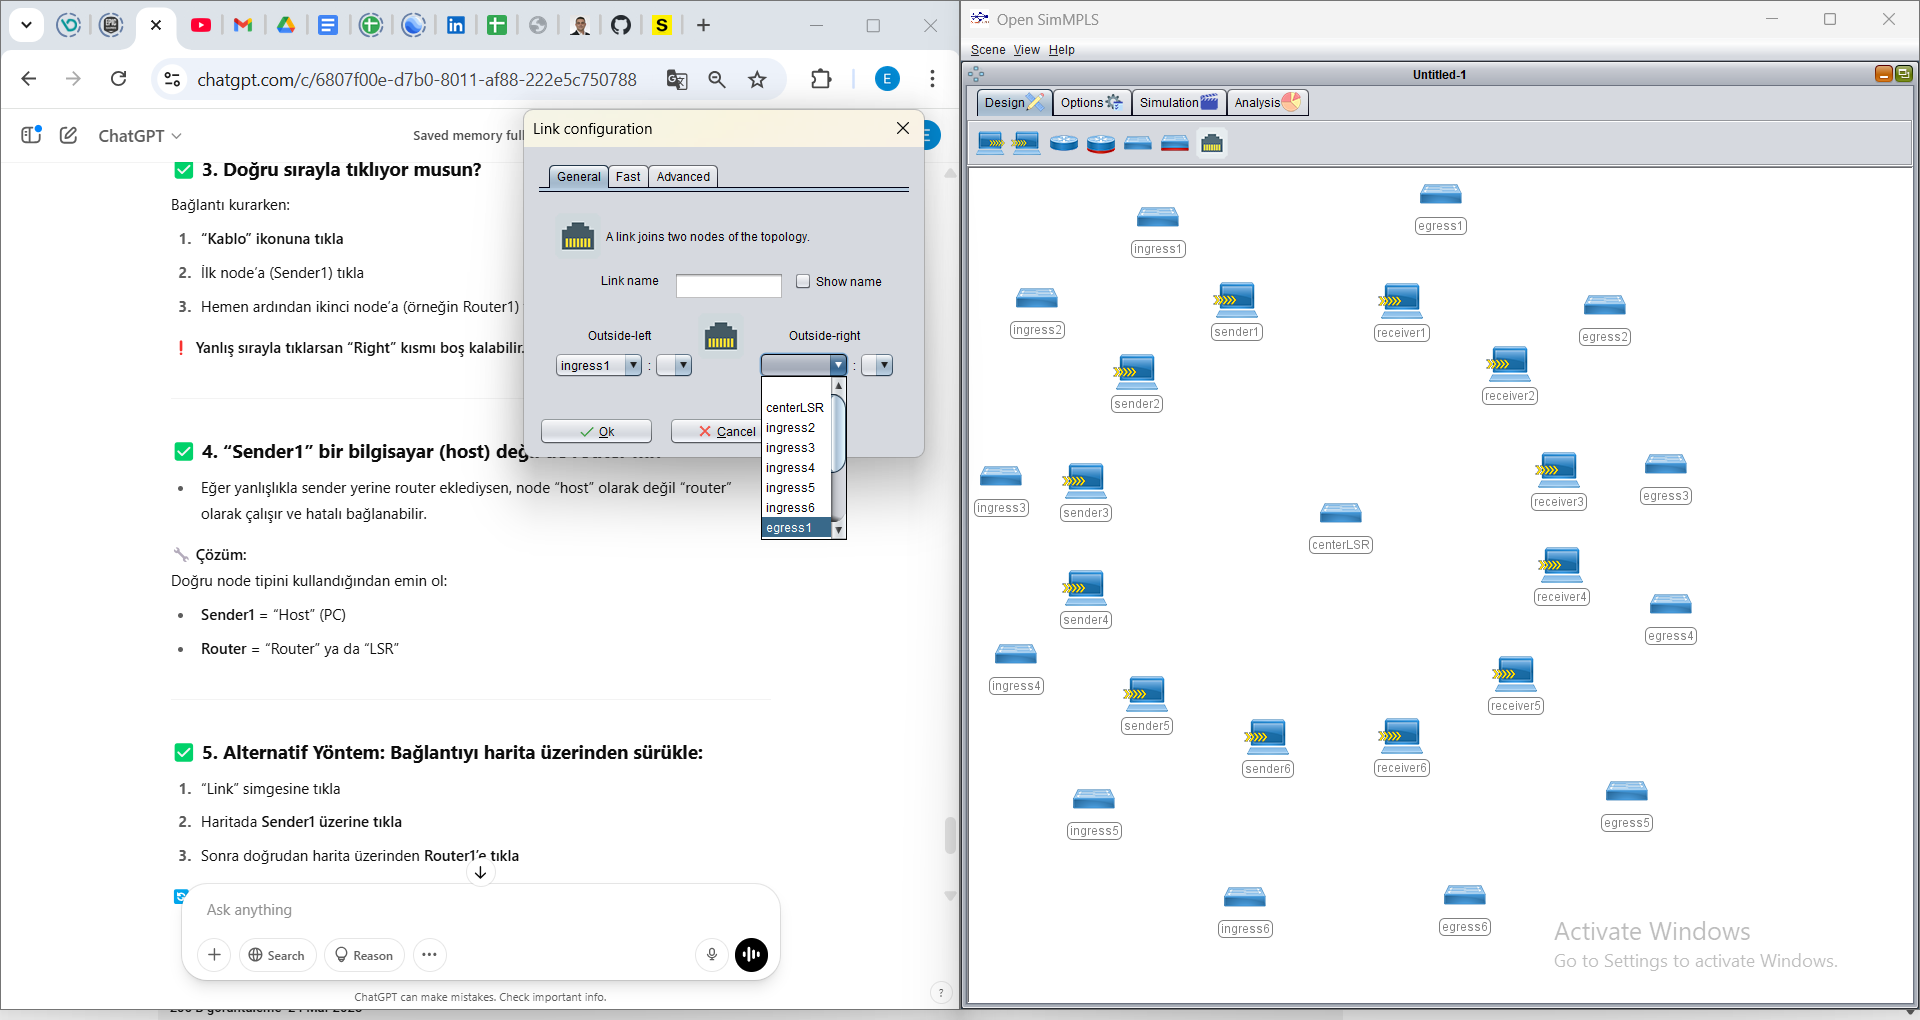 chatgpt.com/c/6807f00e-d7b0-8011-af88-222e5c750788
E
ChatGPT
Saved memory full
E
3. Doğru sırayla tıklıyor musun?
Bağlantı kurarken:
1. “Kablo” ikonuna tıkla
2. İlk node’a (Sender1) tıkla
3. Hemen ardından ikinci node’a (örneğin Router1)
Yanlış sırayla tıklarsan “Right” kısmı boş kalabilir.
4. “Sender1” bir bilgisayar (host)
• Eğer yanlışlıkla sender yerine router eklediysen, node “host” olarak değil “router”
olarak çalışır ve hatalı bağlanabilir.
Çözüm:
Doğru node tipini kullandığından emin ol:
• Sender1 = “Host” (PC)
• Router = “Router” ya da “LSR”
5. Alternatif Yöntem: Bağlantıyı harita üzerinden sürükle:
1. “Link” simgesine tıkla
2. Haritada Sender1 üzerine tıkla
3. Sonra doğrudan harita üzerinden Router1’e tıkla
Ask anything
Search
Reason
ChatGPT can make mistakes. Check important info.
?
Link configuration
General
Fast
Advanced
A link joins two nodes of the topology.
Link name
Show name
Outside-left
Outside-right
ingress1
:
:
centerLSR
ingress2
ingress3
ingress4
ingress5
ingress6
egress1
Ok
Cancel
Open SimMPLS
Scene View Help
Untitled-1
Design
Options
Simulation
Analysis
egress1
ingress1
ingress2
sender1
receiver1
egress2
sender2
receiver2
ingress3
sender3
receiver3
egress3
centerLSR
sender4
receiver4
egress4
ingress4
sender5
receiver5
sender6
receiver6
ingress5
egress5
ingress6
egress6
Activate Windows
Go to Settings to activate Windows.